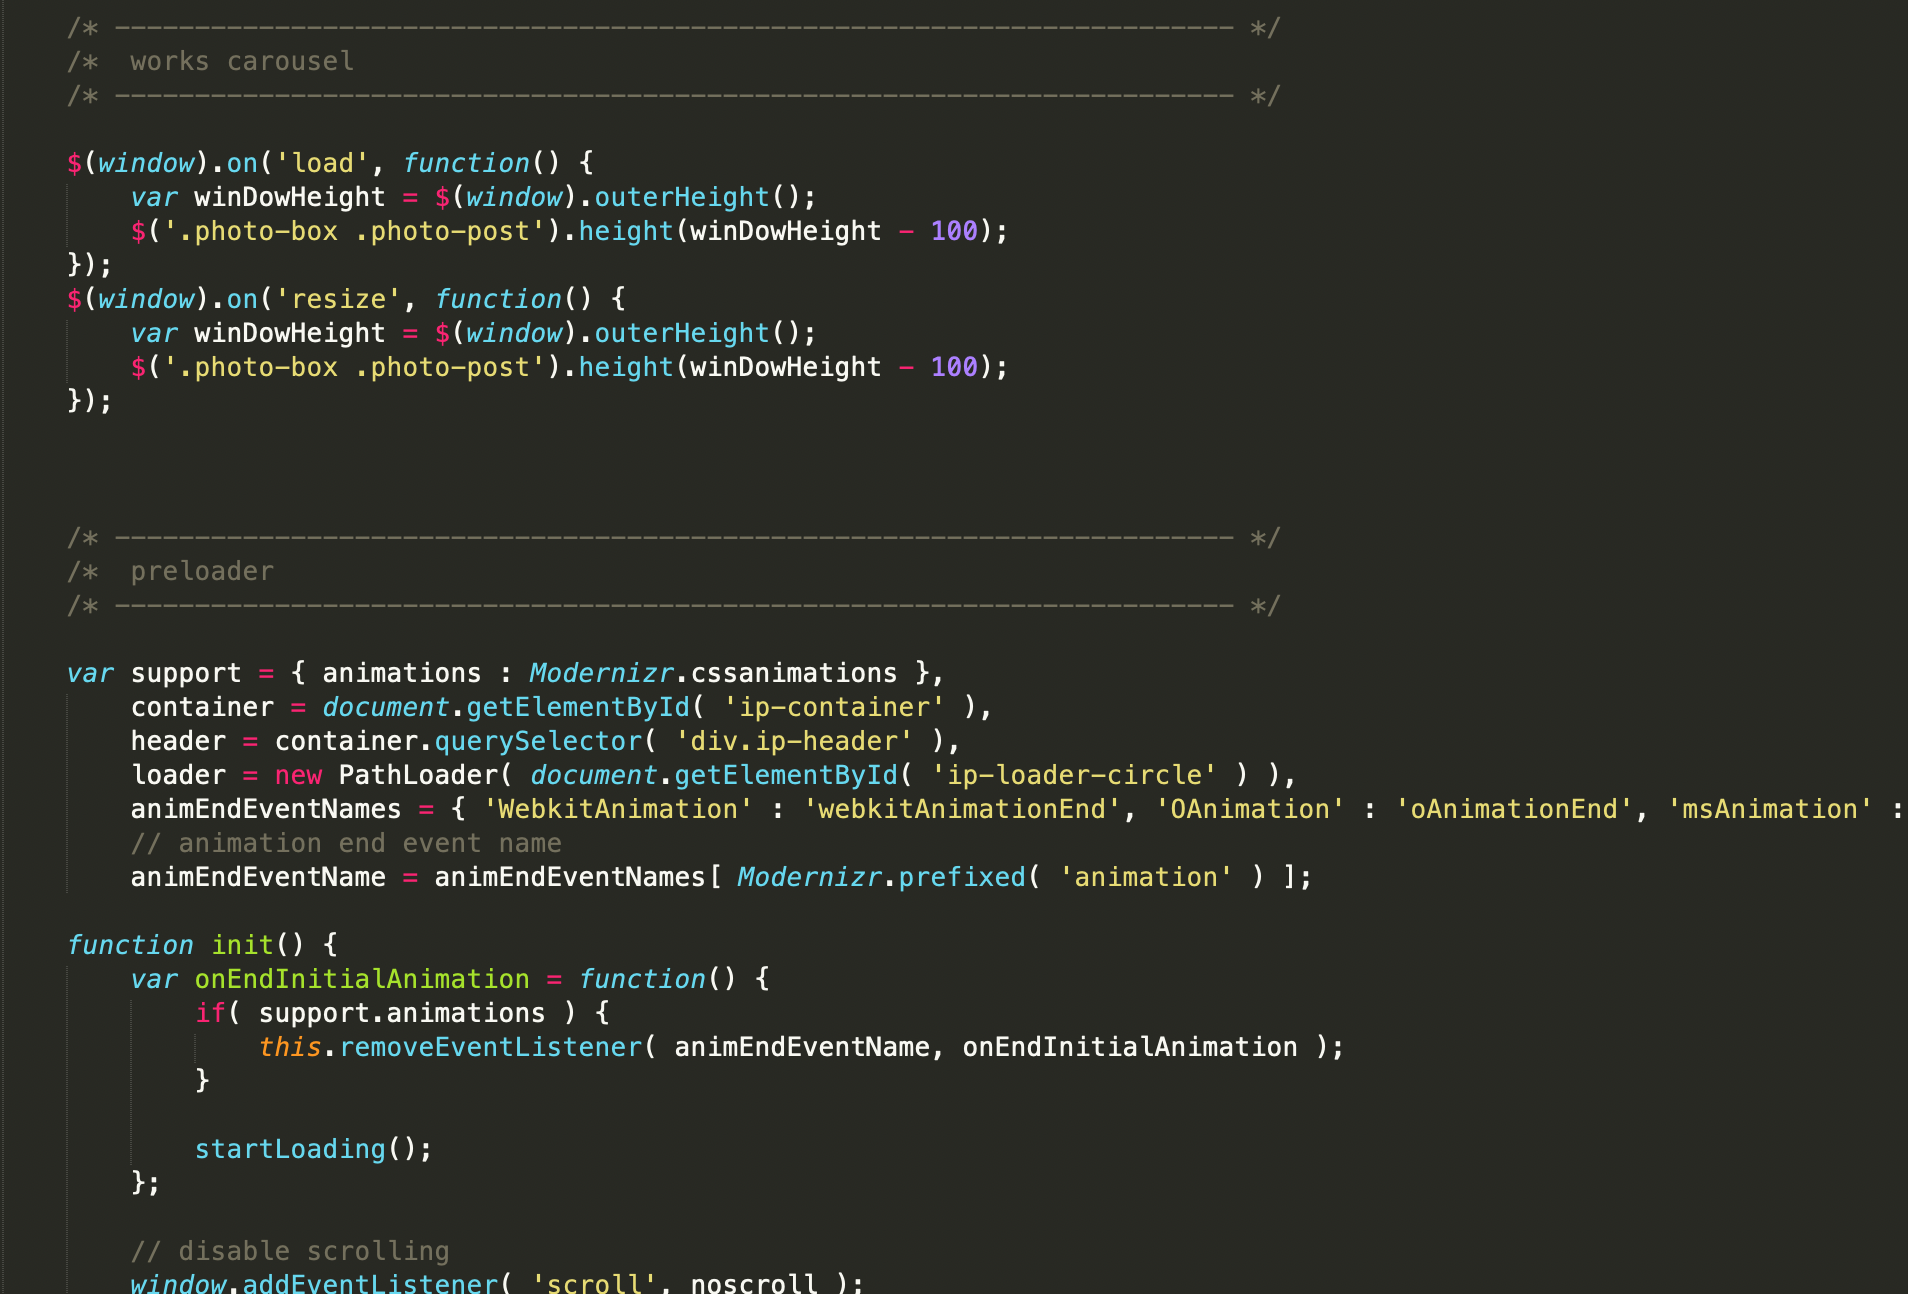 /* ---------------------------------------------------------------------- */
/*  works carousel
/* ---------------------------------------------------------------------- */
$(window).on('load', function() {
    var winDowHeight = $(window).outerHeight();
    $('.photo-box .photo-post').height(winDowHeight - 100);
});
$(window).on('resize', function() {
    var winDowHeight = $(window).outerHeight();
    $('.photo-box .photo-post').height(winDowHeight - 100);
});
/* ---------------------------------------------------------------------- */
/*  preloader
/* ---------------------------------------------------------------------- */
var support = { animations : Modernizr.cssanimations },
    container = document.getElementById( 'ip-container' ),
    header = container.querySelector( 'div.ip-header' ),
    loader = new PathLoader( document.getElementById( 'ip-loader-circle' ) ),
    animEndEventNames = { 'WebkitAnimation' : 'webkitAnimationEnd', 'OAnimation' : 'oAnimationEnd', 'msAnimation' :
    // animation end event name
    animEndEventName = animEndEventNames[ Modernizr.prefixed( 'animation' ) ];
function init() {
    var onEndInitialAnimation = function() {
        if( support.animations ) {
            this.removeEventListener( animEndEventName, onEndInitialAnimation );
        }
        startLoading();
    };
    // disable scrolling
    window.addEventListener( 'scroll', noscroll );